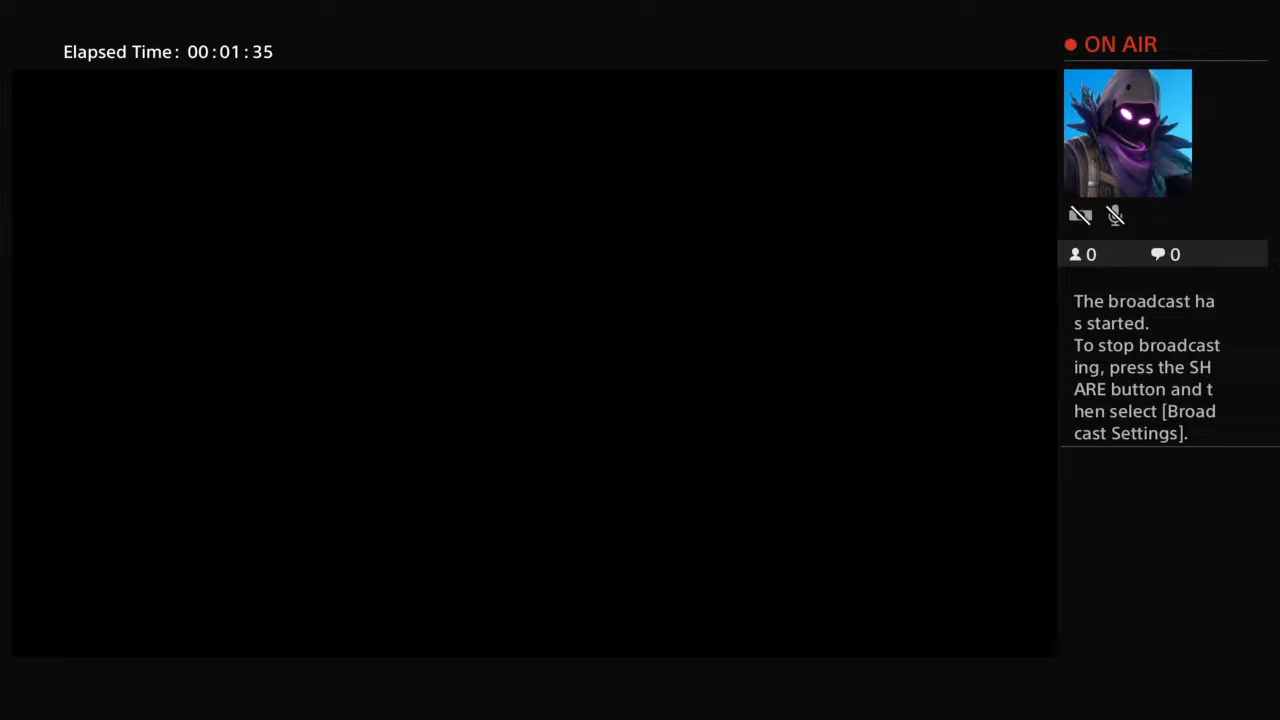 Elapsed Time: 00:01:35
ON AIR
0
0
The broadcast ha
s started.
To stop broadcast
ing, press the SH
ARE button and t
hen select [Broad
cast Settings].